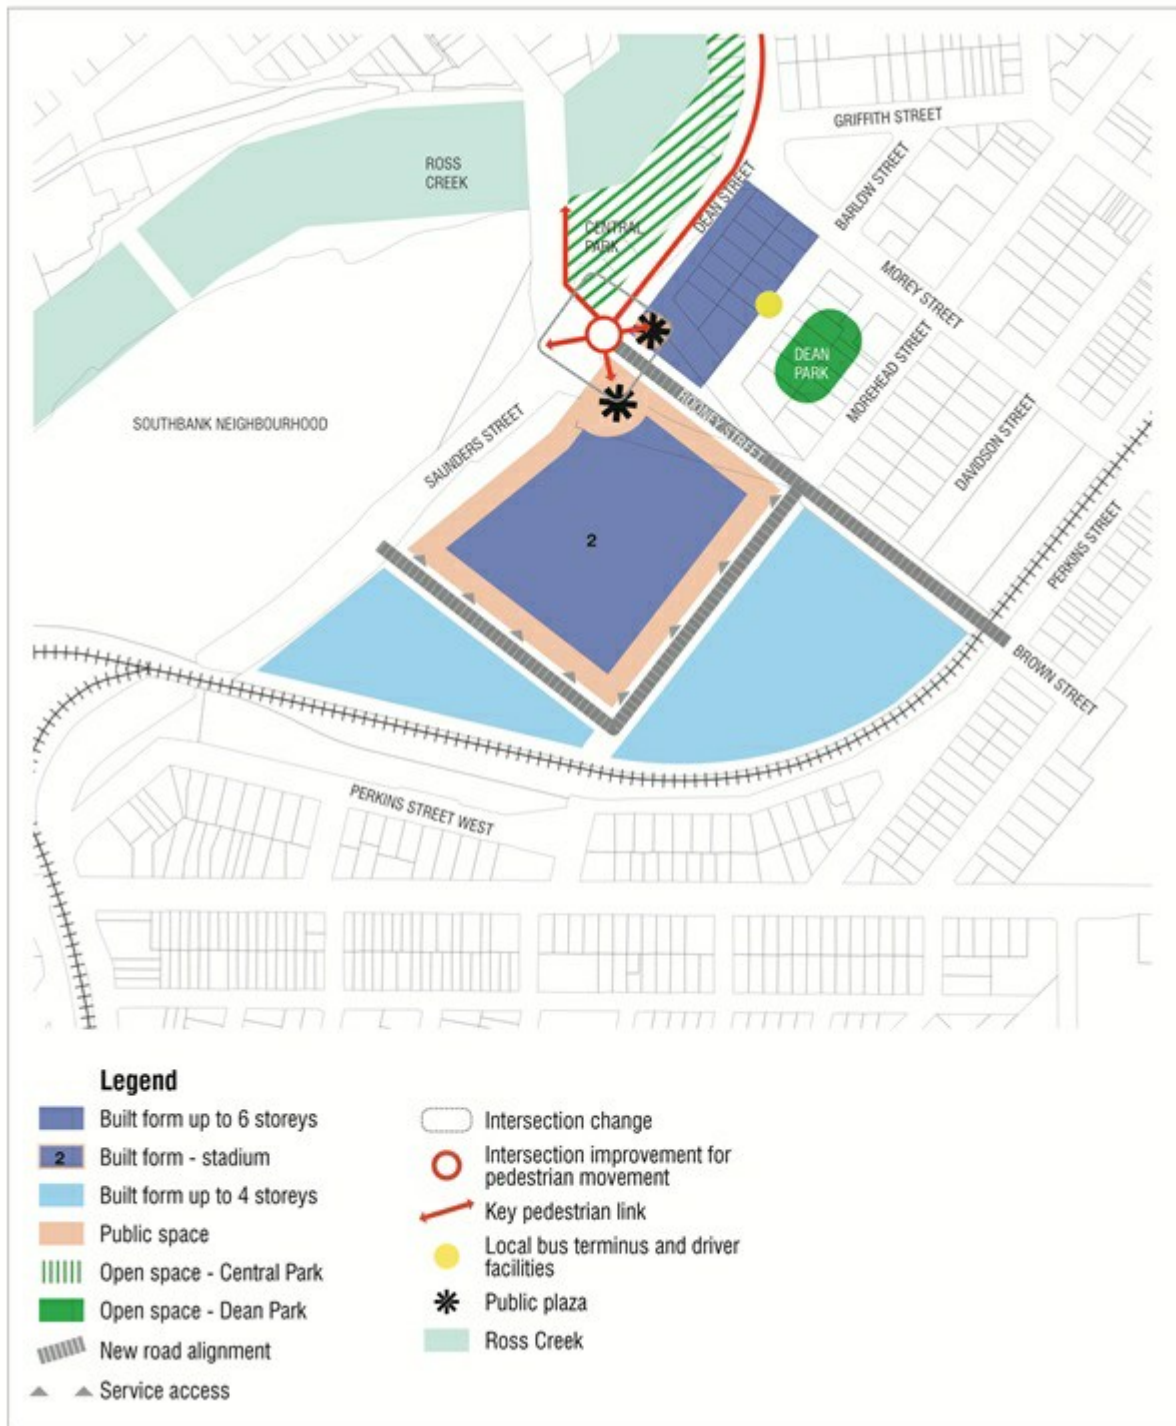 GRIFFITH STREET
ROSS
CREEK
BARLOW STREET
DEAN STREET
CENTRAL
PARK
MOREY STREET
DEAN
PARK
MOREHEAD STREET
ROONEY STREET
SOUTHBANK NEIGHBOURHOOD
SAUNDERS STREET
DAVIDSON STREET
2
PERKINS STREET
BROWN STREET
PERKINS STREET WEST
Legend
Built form up to 6 storeys
2 Built form - stadium
Built form up to 4 storeys
Public space
Open space - Central Park
Open space - Dean Park
New road alignment
Service access
Intersection change
Intersection improvement for
pedestrian movement
Key pedestrian link
Local bus terminus and driver
facilities
Public plaza
Ross Creek